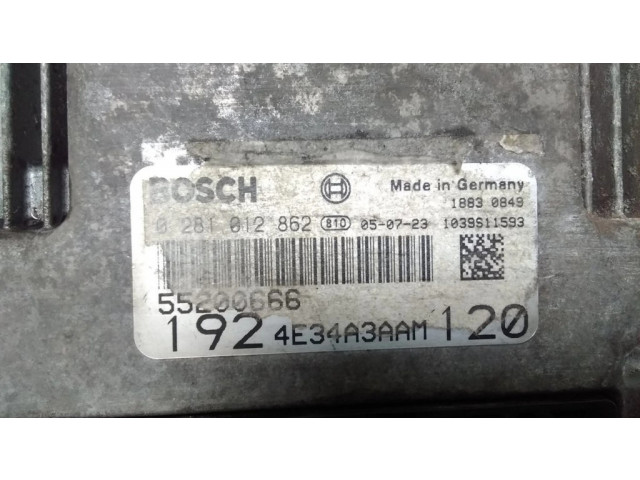 BOSCH Made in Germany
1883 0849
0 281 012 862 810 05-07-23 1039S11593
55200666
192 4E34A3AAM 120